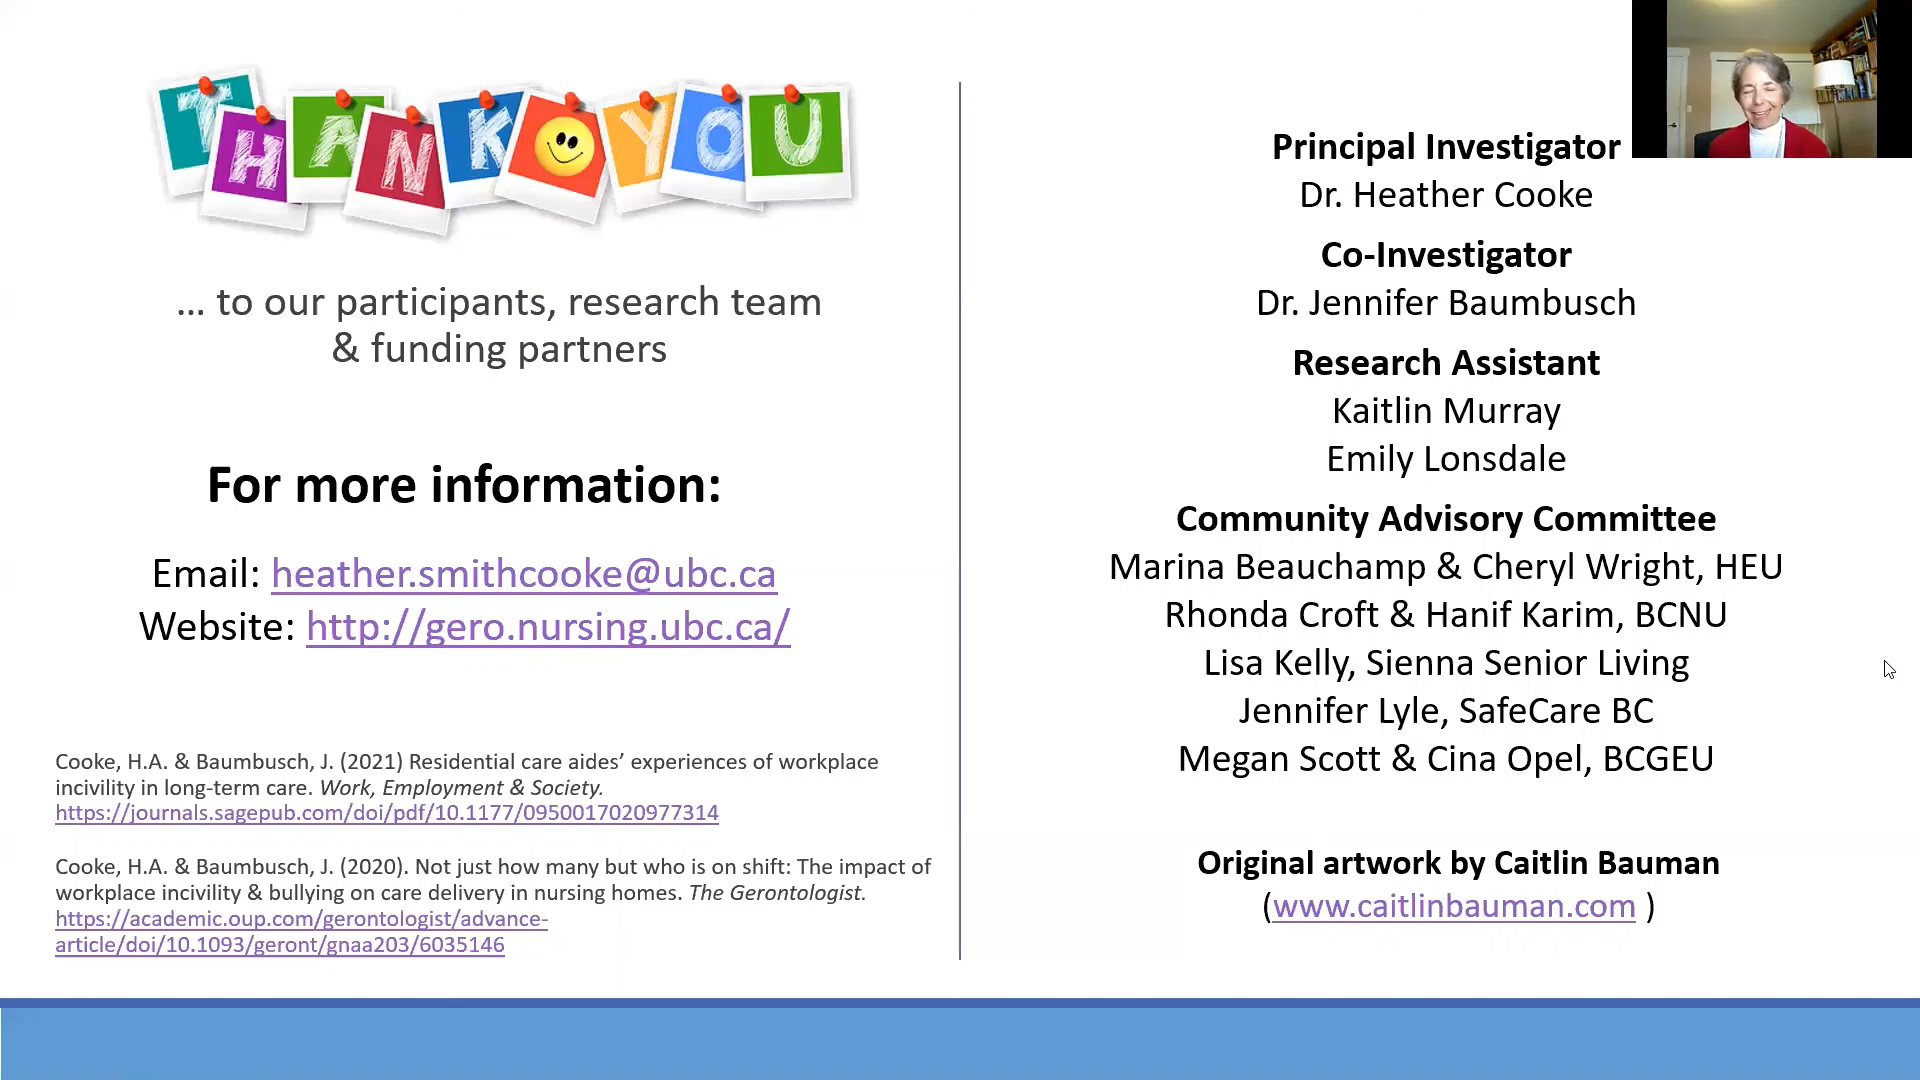 THANK YOU
... to our participants, research team
& funding partners
For more information:
Email: heather.smithcooke@ubc.ca
Website: http://gero.nursing.ubc.ca/
Cooke, H.A. & Baumbusch, J. (2021) Residential care aides’ experiences of workplace
incivility in long-term care. Work, Employment & Society.
https://journals.sagepub.com/doi/pdf/10.1177/0950017020977314
Cooke, H.A. & Baumbusch, J. (2020). Not just how many but who is on shift: The impact of
workplace incivility & bullying on care delivery in nursing homes. The Gerontologist.
https://academic.oup.com/gerontologist/advance-
article/doi/10.1093/geront/gnaa203/6035146
Principal Investigator
Dr. Heather Cooke
Co-Investigator
Dr. Jennifer Baumbusch
Research Assistant
Kaitlin Murray
Emily Lonsdale
Community Advisory Committee
Marina Beauchamp & Cheryl Wright, HEU
Rhonda Croft & Hanif Karim, BCNU
Lisa Kelly, Sienna Senior Living
Jennifer Lyle, SafeCare BC
Megan Scott & Cina Opel, BCGEU
Original artwork by Caitlin Bauman
(www.caitlinbauman.com )